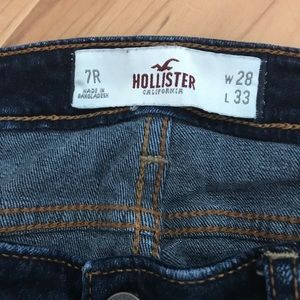 7R
MADE IN
BANGLADESH
HOLLISTER
CALIFORNIA
W 28
L 33